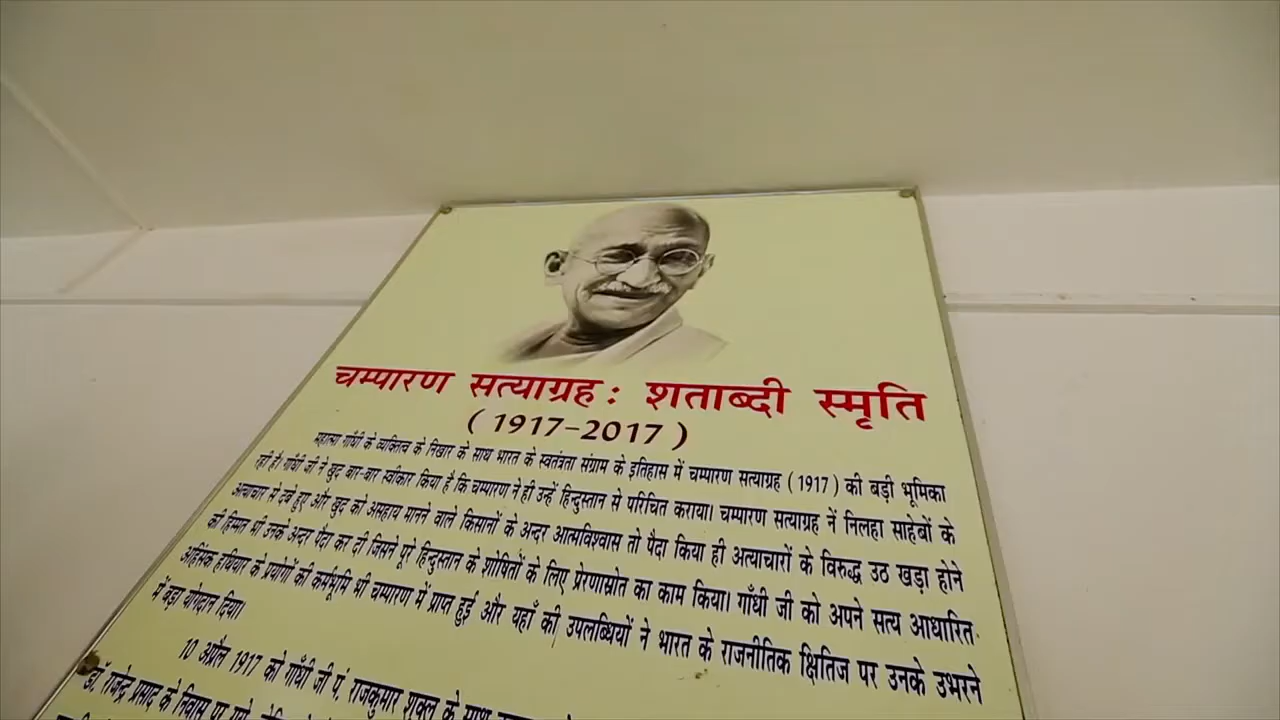 चम्पारण सत्याग्रह : शताब्दी स्मृति
( 1917-2017 )
महात्मा गाँधी के व्यक्तित्व के निखार के साथ भारत के स्वतंत्रता संग्राम के इतिहास में चम्पारण सत्याग्रह ( 1917 ) की बड़ी भूमिका
रही है। गाँधी जी ने खुद बार-बार स्वीकार किया है कि चम्पारण ने ही उन्हें हिन्दुस्तान से परिचित कराया। चम्पारण सत्याग्रह नें निलहा साहेबों के
अत्याचार से दबे हुए और खुद को असहाय मानने वाले किसानों के अन्दर आत्मविश्वास तो पैदा किया ही अत्याचारों के विरुद्ध उठ खड़ा होने
की हिम्मत भी उनके अन्दर पैदा कर दी जिसने पूरे हिन्दुस्तान के शोषितों के लिए प्रेरणास्रोत का काम किया। गाँधी जी को अपने सत्य आधारित
अहिंसक हथियार के प्रयोगों की कर्मभूमि भी चम्पारण में प्राप्त हुई और यहाँ की उपलब्धियों ने भारत के राजनीतिक क्षितिज पर उनके उभरने
में बड़ा योगदान दिया।
10 अप्रैल 1917 को गाँधी जी पं. राजकुमार शुक्ल के साथ
डॉ. राजेन्द्र प्रसाद के निवास पर गये